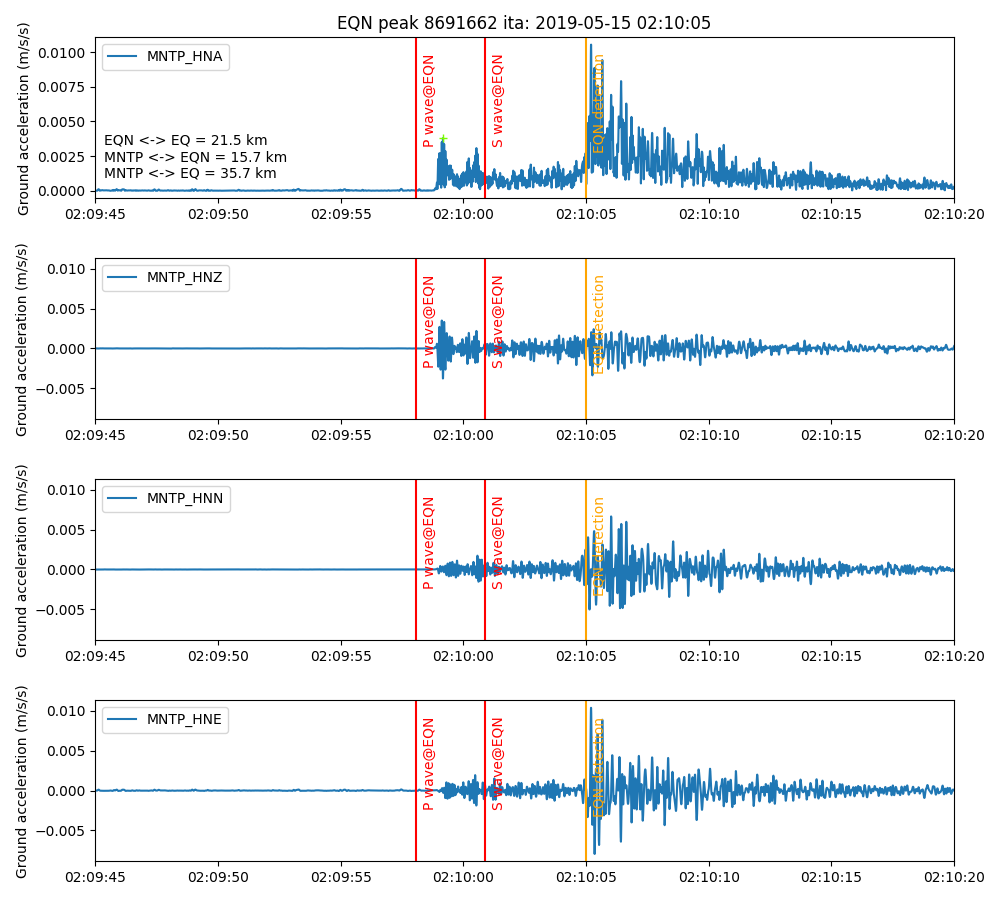 EQN peak 8691662 ita: 2019-05-15 02:10:05
Ground acceleration (m/s/s)
0.0100
0.0075
0.0050
0.0025
0.0000
MNTP_HNA
EQN <-> EQ = 21.5 km
MNTP <-> EQN = 15.7 km
MNTP <-> EQ = 35.7 km
P wave@EQN
S wave@EQN
EQN detection
02:09:45 02:09:50 02:09:55 02:10:00 02:10:05 02:10:10 02:10:15 02:10:20
Ground acceleration (m/s/s)
0.010
0.005
0.000
−0.005
MNTP_HNZ
P wave@EQN
S wave@EQN
EQN detection
02:09:45 02:09:50 02:09:55 02:10:00 02:10:05 02:10:10 02:10:15 02:10:20
Ground acceleration (m/s/s)
0.010
0.005
0.000
−0.005
MNTP_HNN
P wave@EQN
S wave@EQN
EQN detection
02:09:45 02:09:50 02:09:55 02:10:00 02:10:05 02:10:10 02:10:15 02:10:20
Ground acceleration (m/s/s)
0.010
0.005
0.000
−0.005
MNTP_HNE
P wave@EQN
S wave@EQN
EQN detection
02:09:45 02:09:50 02:09:55 02:10:00 02:10:05 02:10:10 02:10:15 02:10:20